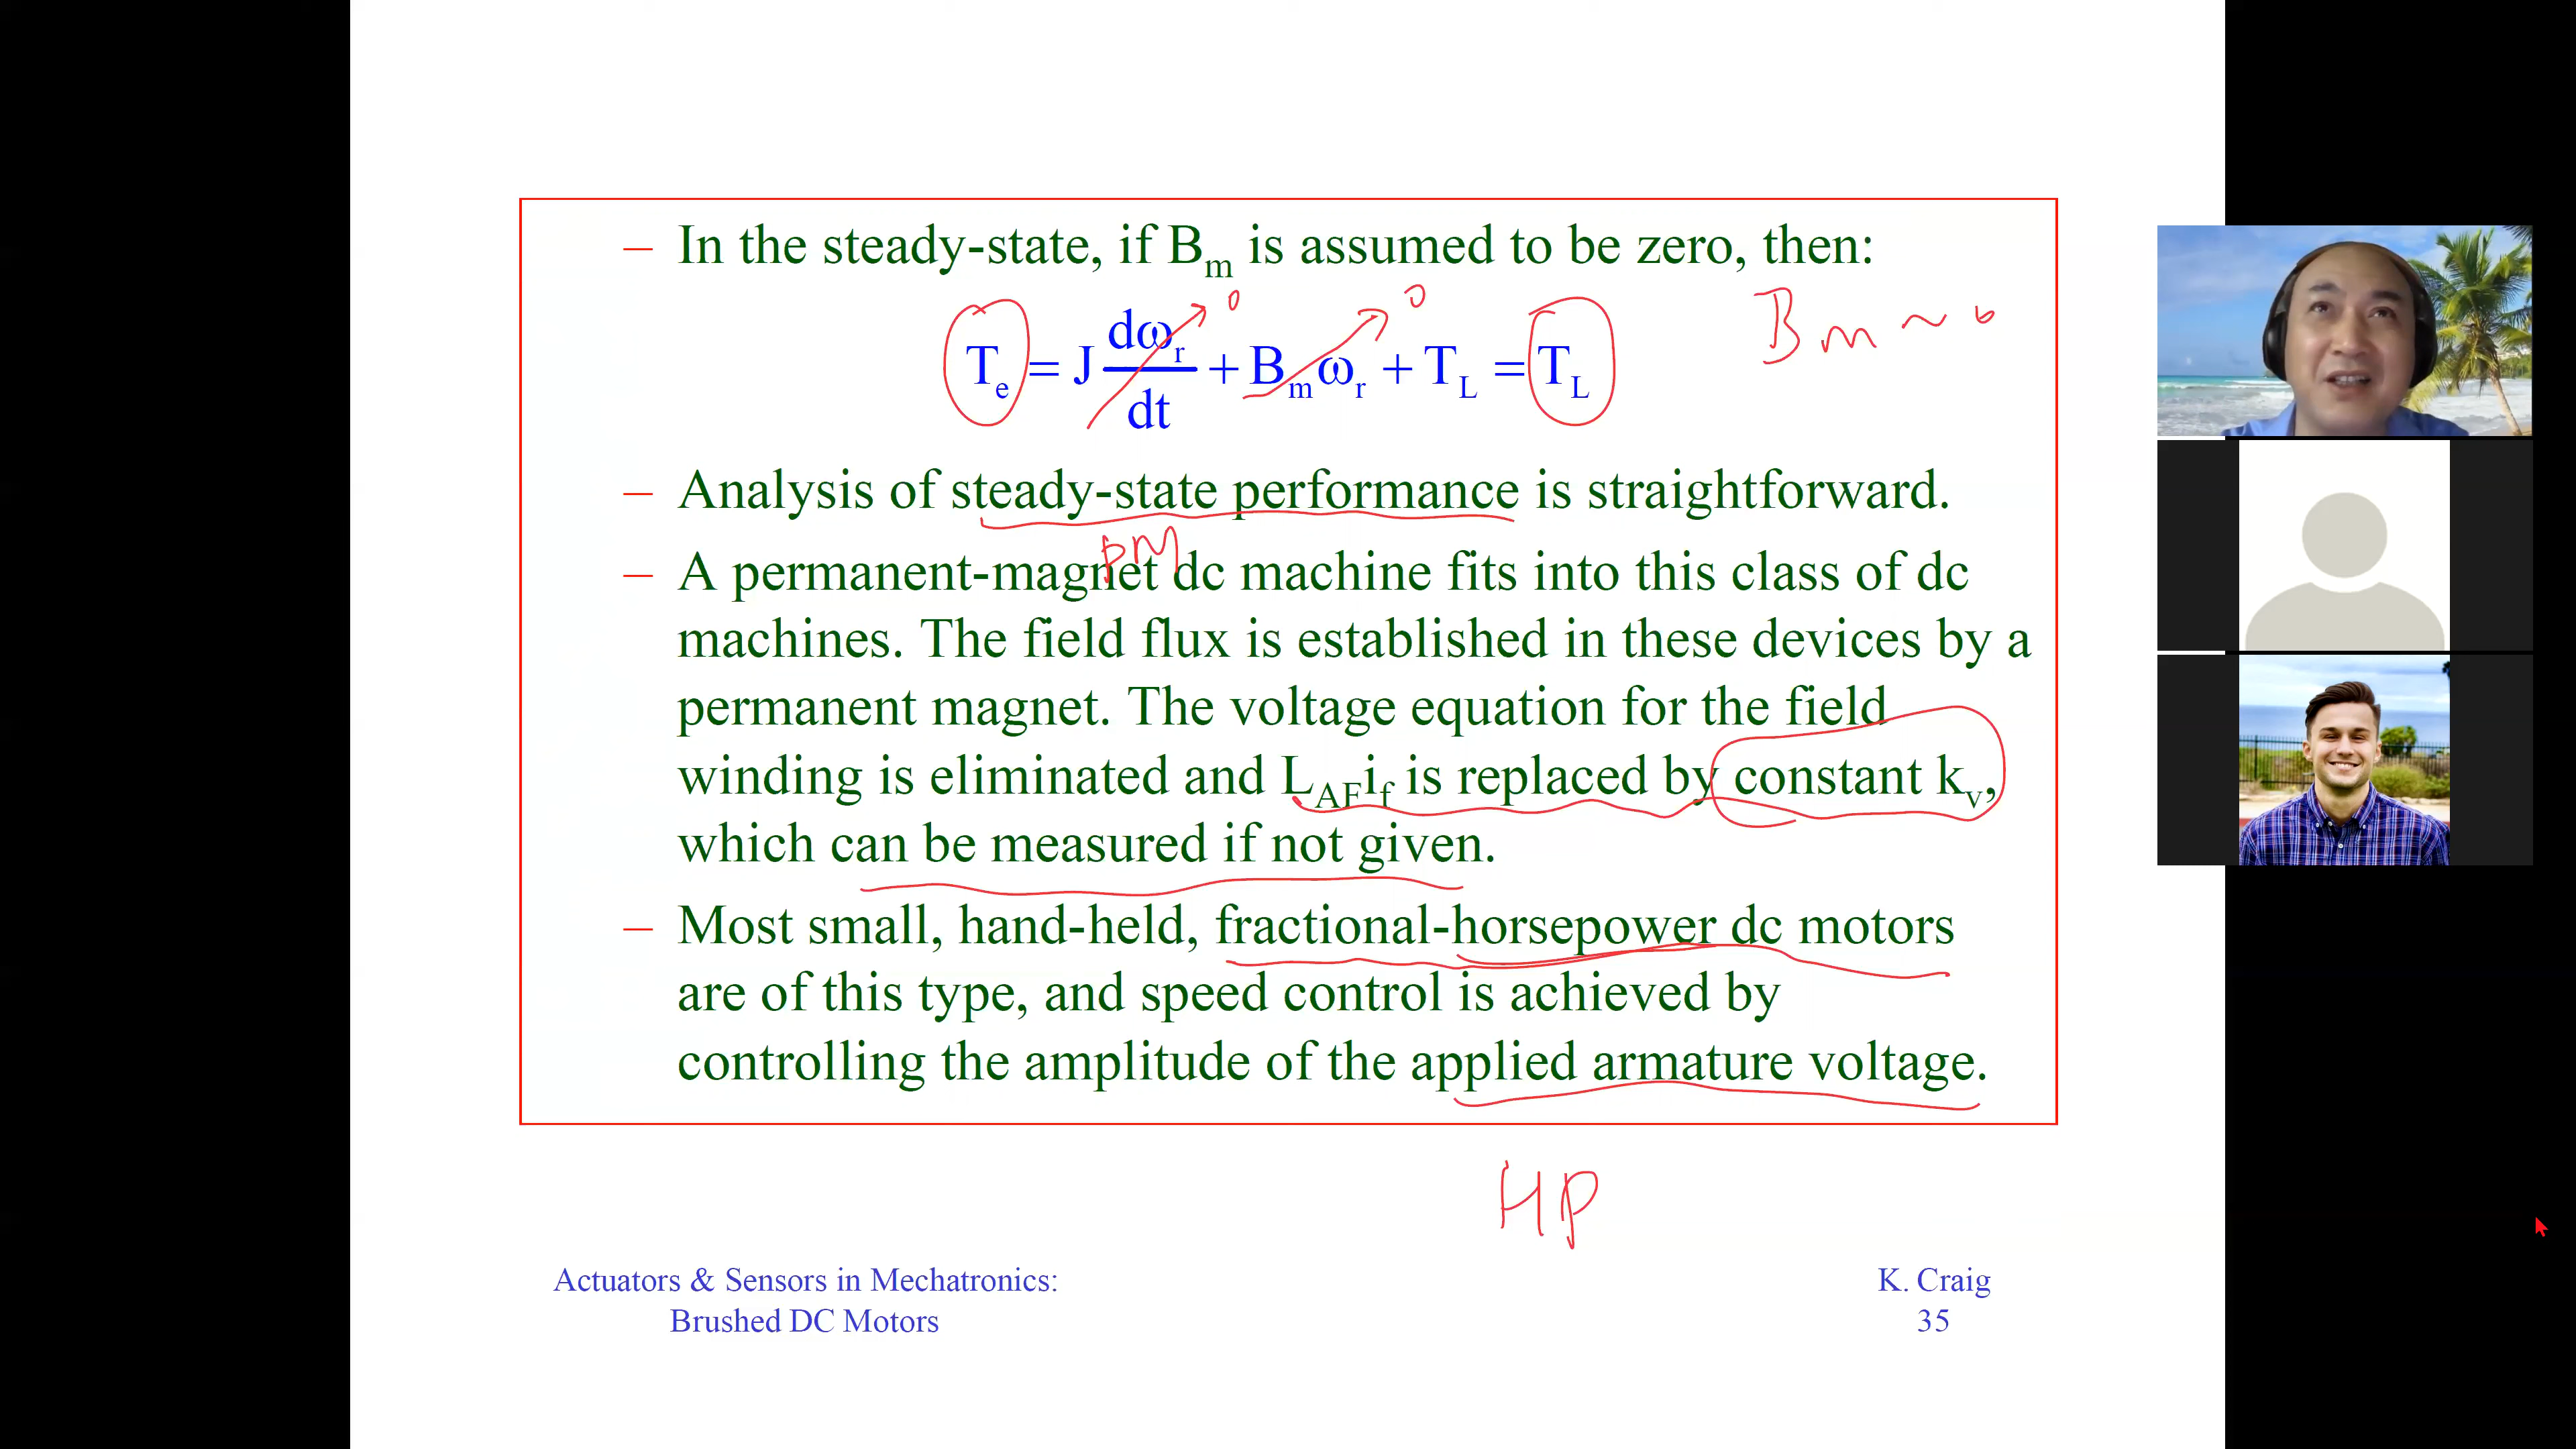 – In the steady-state, if Bm is assumed to be zero, then:
0 0
Te = J dωr/dt + Bmωr + TL = TL
Bm ~ 0
– Analysis of steady-state performance is straightforward.
PM
– A permanent-magnet dc machine fits into this class of dc
machines. The field flux is established in these devices by a
permanent magnet. The voltage equation for the field
winding is eliminated and LAFif is replaced by constant kv,
which can be measured if not given.
– Most small, hand-held, fractional-horsepower dc motors
are of this type, and speed control is achieved by
controlling the amplitude of the applied armature voltage.
HP
Actuators & Sensors in Mechatronics:
Brushed DC Motors
K. Craig
35